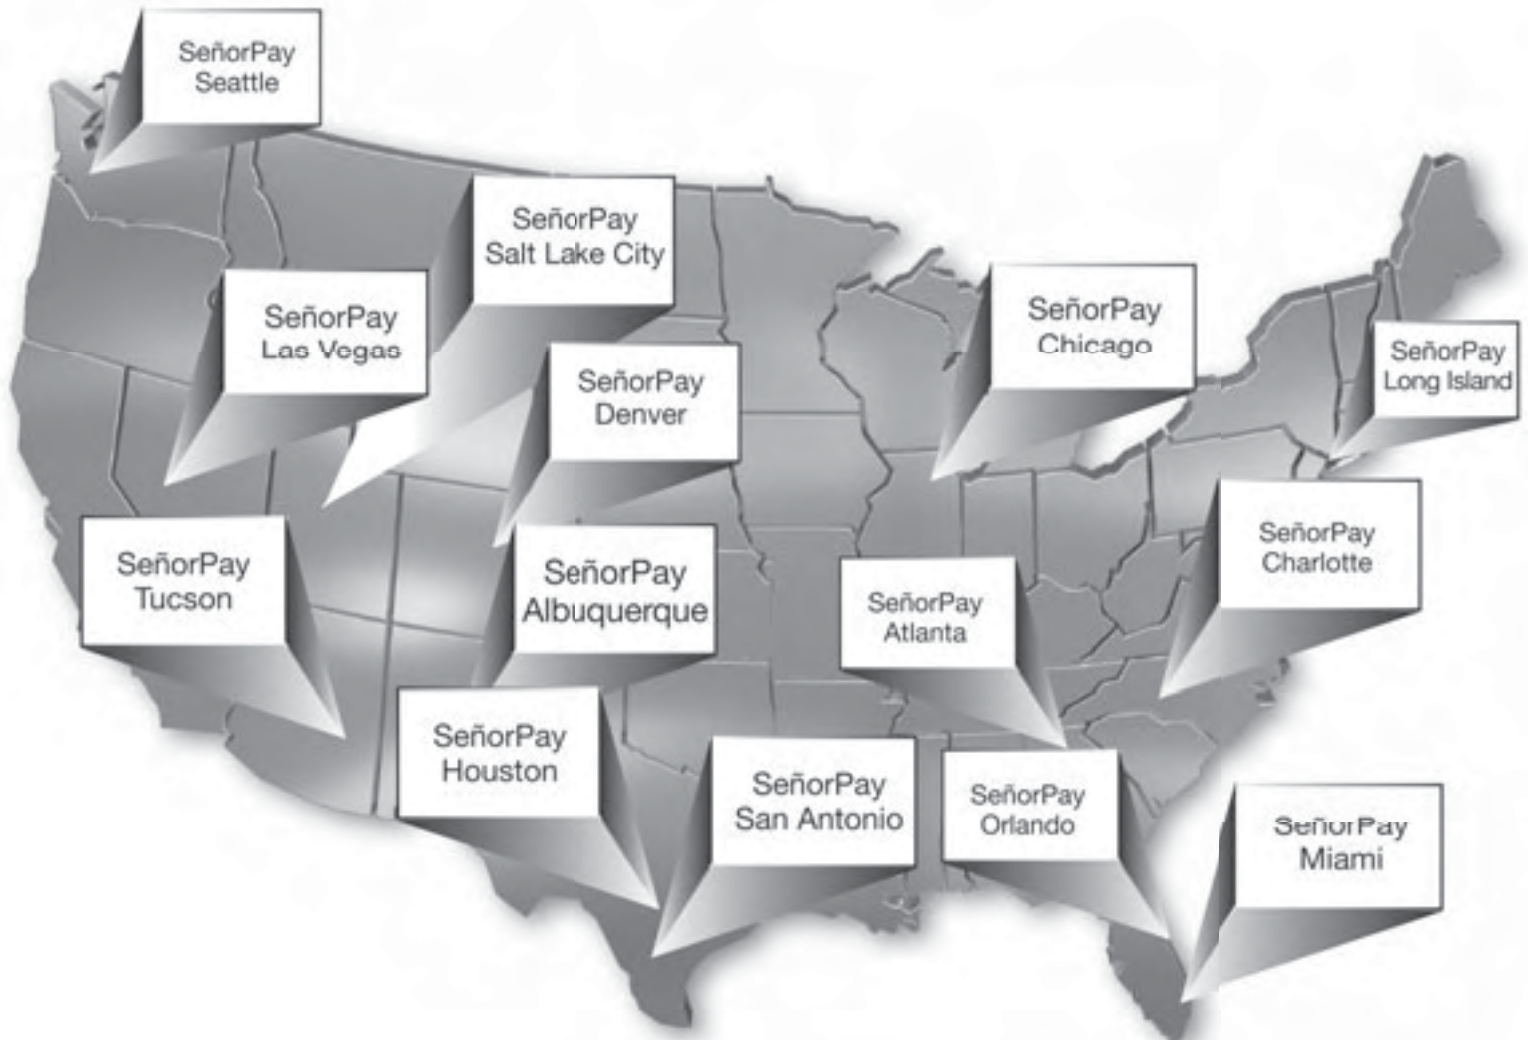 SeñorPay
Seattle
SeñorPay
Salt Lake City
SeñorPay
Las Vegas
SeñorPay
Chicago
SeñorPay
Long Island
SeñorPay
Denver
SeñorPay
Charlotte
SeñorPay
Tucson
SeñorPay
Albuquerque
SeñorPay
Atlanta
SeñorPay
Houston
SeñorPay
San Antonio
SeñorPay
Orlando
SeñorPay
Miami